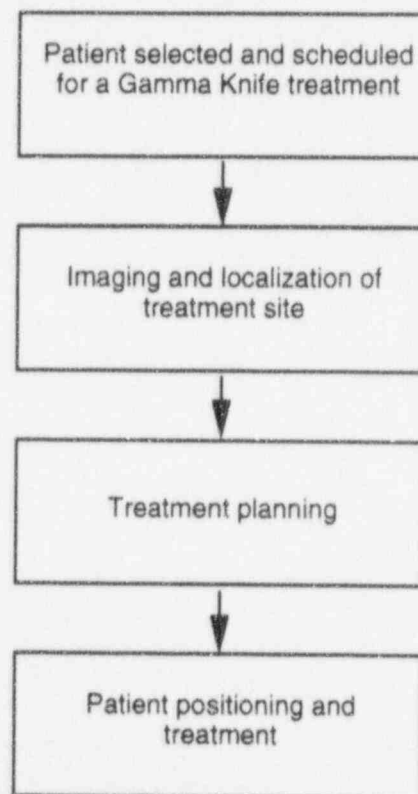 Patient selected and scheduled
for a Gamma Knife treatment
Imaging and localization of
treatment site
Treatment planning
Patient positioning and
treatment